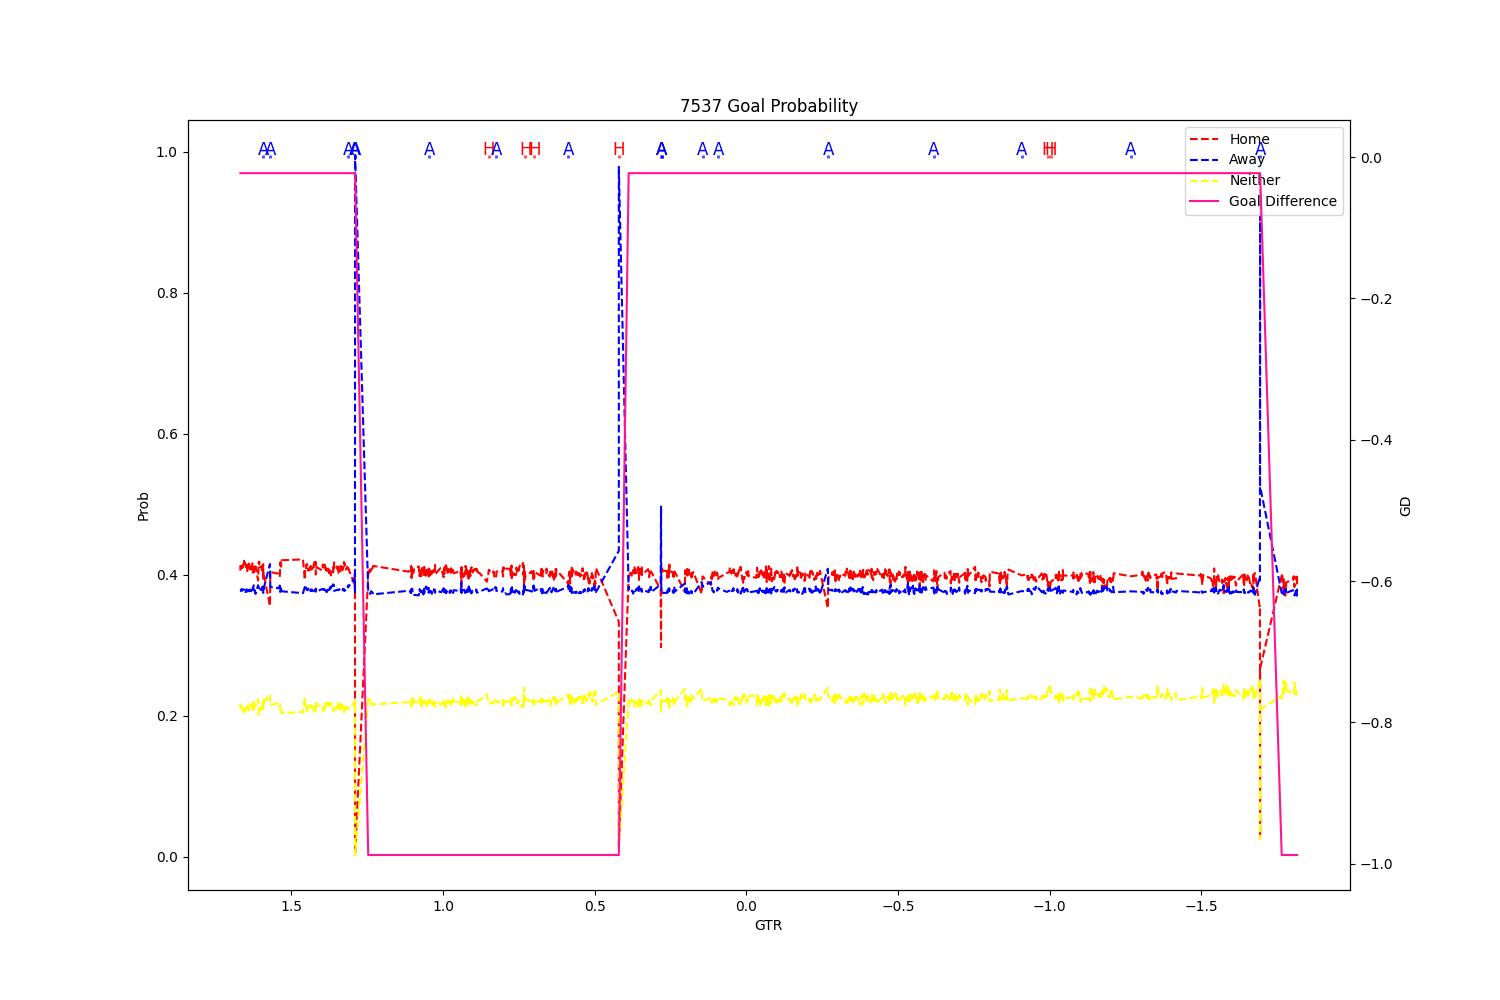 7537 Goal Probability
A A A A A H A H H A H A A A A A A H H A A
Home
Away
Neither
Goal Difference
1.0
0.8
0.6
0.4
0.2
0.0
Prob
0.0
−0.2
−0.4
−0.6
−0.8
−1.0
GD
1.5 1.0 0.5 0.0 −0.5 −1.0 −1.5
GTR